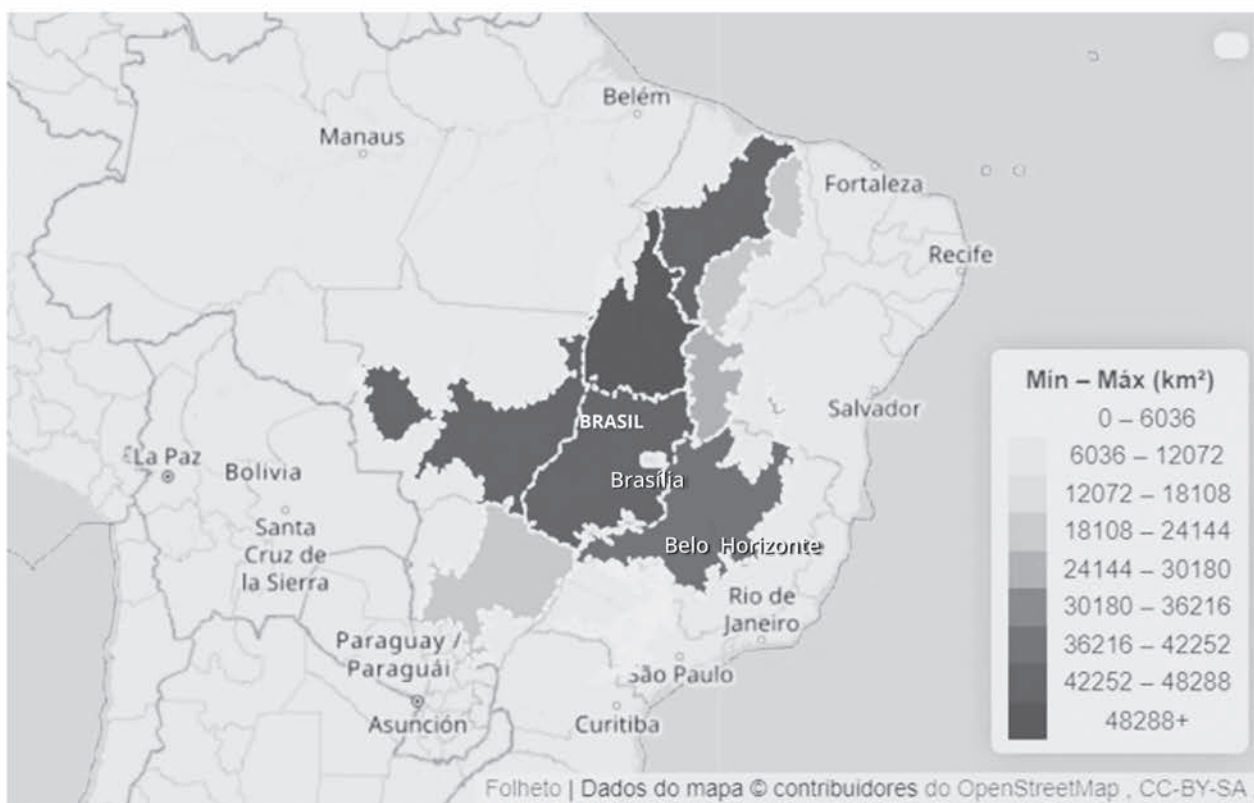 Belém
Manaus
Fortaleza
Recife
Salvador
BRASIL
La Paz
Bolivia
Brasília
Santa
Cruz de
la Sierra
Belo Horizonte
Rio de
Janeiro
Paraguay /
Paraguái
São Paulo
Asunción
Curitiba
Mín – Máx (km²)
0 – 6036
6036 – 12072
12072 – 18108
18108 – 24144
24144 – 30180
30180 – 36216
36216 – 42252
42252 – 48288
48288+
Folheto | Dados do mapa © contribuidores do OpenStreetMap , CC-BY-SA